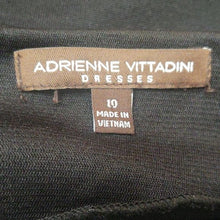 ADRIENNE VITTADINI
DRESSES
10
MADE IN
VIETNAM